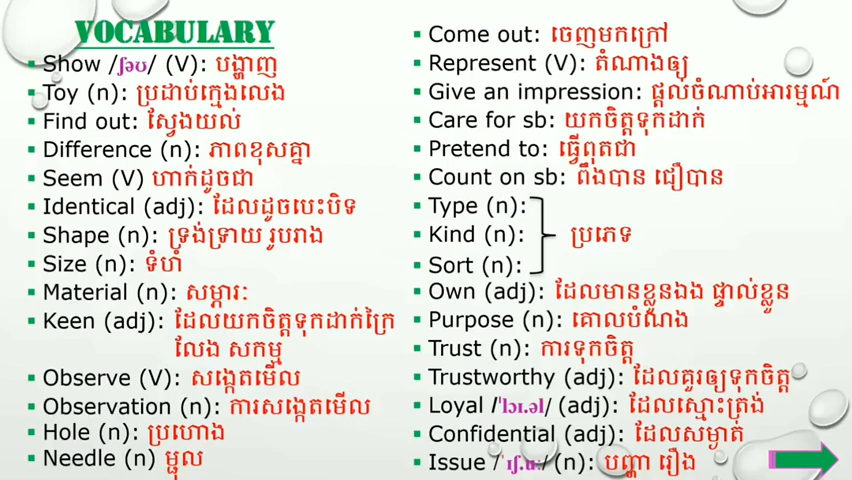 VOCABULARY
Show /ʃəʊ/ (V): បង្ហាញ
Toy (n): ប្រដាប់ក្មេងលេង
Find out: ស្វែងយល់
Difference (n): ភាពខុសគ្នា
Seem (V) ហាក់ដូចជា
Identical (adj): ដែលដូចបេះបិទ
Shape (n): ទ្រង់ទ្រាយ រូបរាង
Size (n): ទំហំ
Material (n): សម្ភារៈ
Keen (adj): ដែលយកចិត្តទុកដាក់ក្រៃ
លែង សកម្ម
Observe (V): សង្កេតមើល
Observation (n): ការសង្កេតមើល
Hole (n): ប្រហោង
Needle (n) ម្ជុល
Come out: ចេញមកក្រៅ
Represent (V): តំណាងឲ្យ
Give an impression: ផ្តល់ចំណាប់អារម្មណ៍
Care for sb: យកចិត្តទុកដាក់
Pretend to: ធ្វើពុតជា
Count on sb: ពឹងបាន ជឿបាន
Type (n):
Kind (n): ប្រភេទ
Sort (n):
Own (adj): ដែលមានខ្លួនឯង ផ្ទាល់ខ្លួន
Purpose (n): គោលបំណង
Trust (n): ការទុកចិត្ត
Trustworthy (adj): ដែលគួរឲ្យទុកចិត្ត
Loyal /ˈlɔɪ.əl/ (adj): ដែលស្មោះត្រង់
Confidential (adj): ដែលសម្ងាត់
Issue /ˈɪʃ.uː/ (n): បញ្ហា រឿង